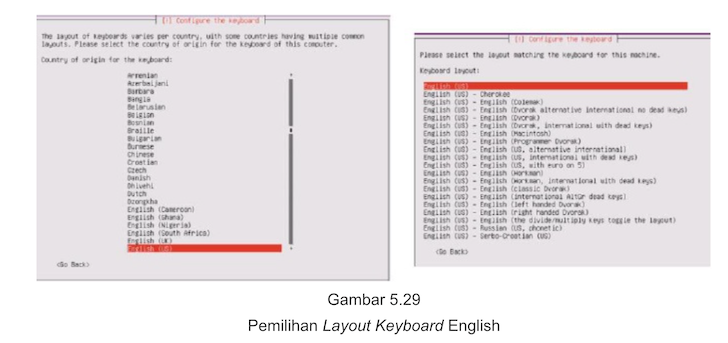 [!] Configure the keyboard
The layout of keyboards varies per country, with some countries having multiple common
layouts. Please select the country of origin for the keyboard of this computer.
Country of origin for the keyboard:
Armenian
Azerbaijani
Bambara
Bangla
Belarusian
Belgian
Bosnian
Braille
Bulgarian
Burmese
Chinese
Croatian
Czech
Danish
Dhivehi
Dutch
Dzongkha
English (Cameroon)
English (Ghana)
English (Nigeria)
English (South Africa)
English (UK)
English (US)
<Go Back>
[!] Configure the keyboard
Please select the layout matching the keyboard for this machine.
Keyboard layout:
English (US)
English (US) - Cherokee
English (US) - English (Colemak)
English (US) - English (Dvorak alternative international no dead keys)
English (US) - English (Dvorak)
English (US) - English (Dvorak, international with dead keys)
English (US) - English (Macintosh)
English (US) - English (Programmer Dvorak)
English (US) - English (US, alternative international)
English (US) - English (US, international with dead keys)
English (US) - English (US, with euro on 5)
English (US) - English (Workman)
English (US) - English (Workman, international with dead keys)
English (US) - English (classic Dvorak)
English (US) - English (international AltGr dead keys)
English (US) - English (left handed Dvorak)
English (US) - English (right handed Dvorak)
English (US) - English (the divide/multiply keys toggle the layout)
English (US) - Russian (US, phonetic)
English (US) - Serbo-Croatian (US)
<Go Back>
Gambar 5.29
Pemilihan Layout Keyboard English